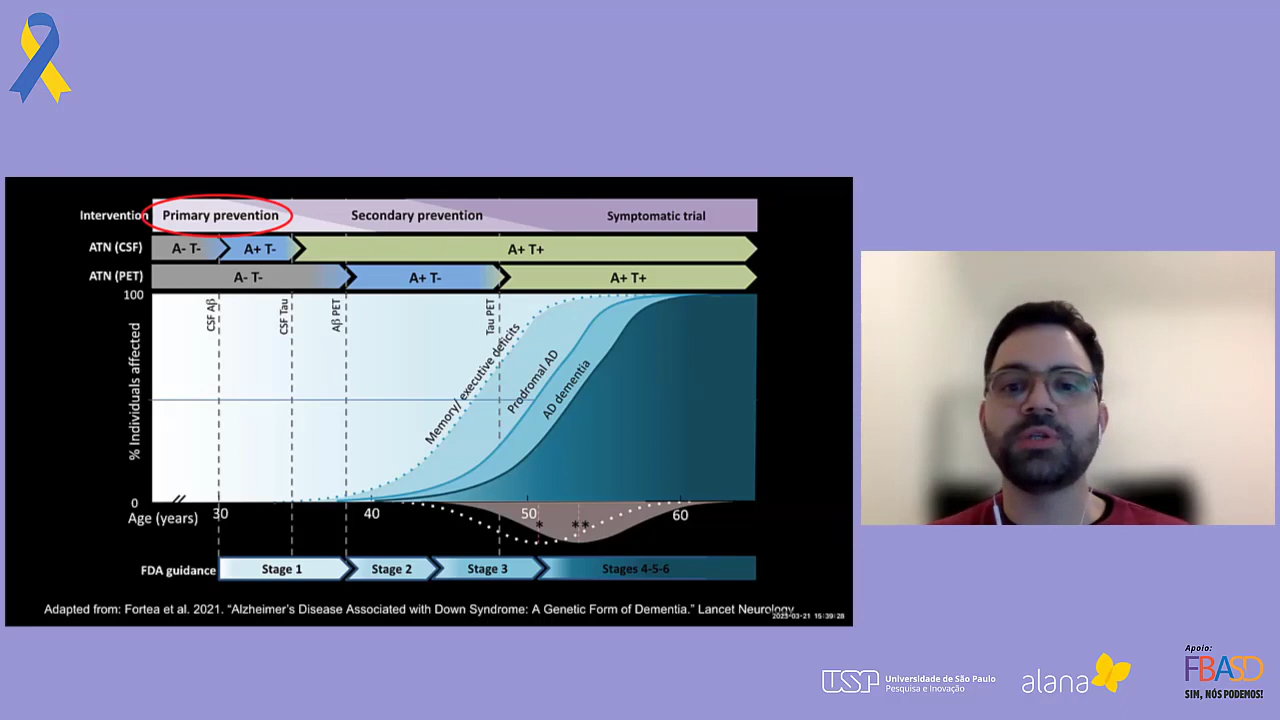 Intervention Primary prevention Secondary prevention Symptomatic trial
ATN (CSF) A- T- A+ T- A+ T+
ATN (PET) A- T- A+ T- A+ T+
100
% Individuals affected
0
CSF Aβ
CSF Tau
Aβ PET
Tau PET
Memory/ executive deficits
Prodromal AD
AD dementia
Age (years) 30 40 50 60
* **
FDA guidance Stage 1 Stage 2 Stage 3 Stages 4-5-6
Adapted from: Fortea et al. 2021. “Alzheimer’s Disease Associated with Down Syndrome: A Genetic Form of Dementia.” Lancet Neurology.
2023-03-21 15:39:28
USP Universidade de São Paulo
Pesquisa e Inovação
alana
Apoio:
FBASD
SIM, NÓS PODEMOS!